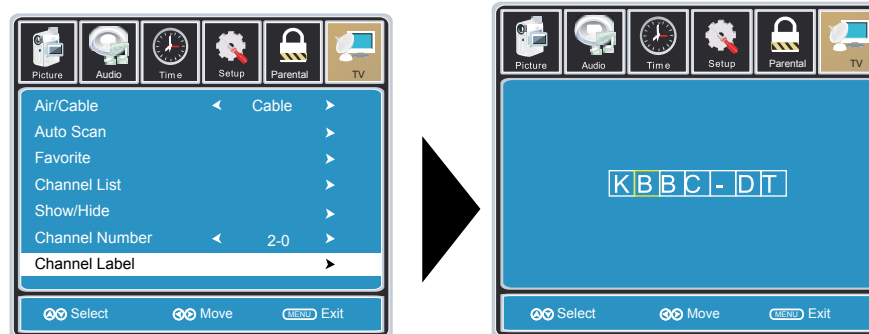 Picture Audio Time Setup Parental TV
Air/Cable Cable
Auto Scan
Favorite
Channel List
Show/Hide
Channel Number 2-0
Channel Label
Select Move MENU Exit
Picture Audio Time Setup Parental TV
KBBC-DT
Select Move MENU Exit